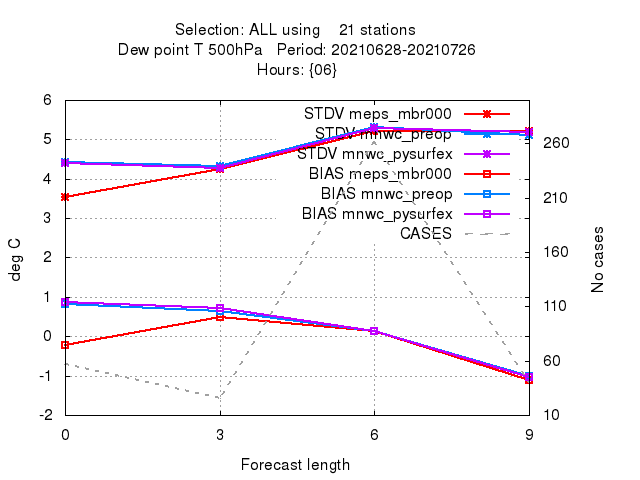 Selection: ALL using    21 stations
Dew point T 500hPa   Period: 20210628-20210726
Hours: {06}
6
5
4
3
2
1
0
-1
-2
deg C
STDV meps_mbr000
STDV mnwc_preop
STDV mnwc_pysurfex
BIAS meps_mbr000
BIAS mnwc_preop
BIAS mnwc_pysurfex
CASES
260
210
160
110
60
10
No cases
0 3 6 9
Forecast length